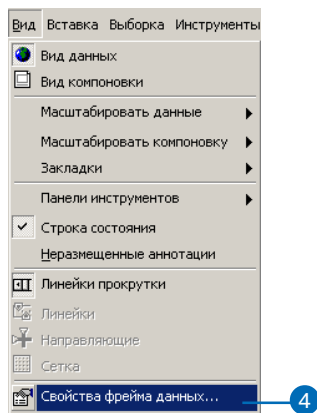 Вид Вставка Выборка Инструменты
Вид данных
Вид компоновки
Масштабировать данные
Масштабировать компоновку
Закладки
Панели инструментов
Строка состояния
Неразмещенные аннотации
Линейки прокрутки
Линейки
Направляющие
Сетка
Свойства фрейма данных... 4